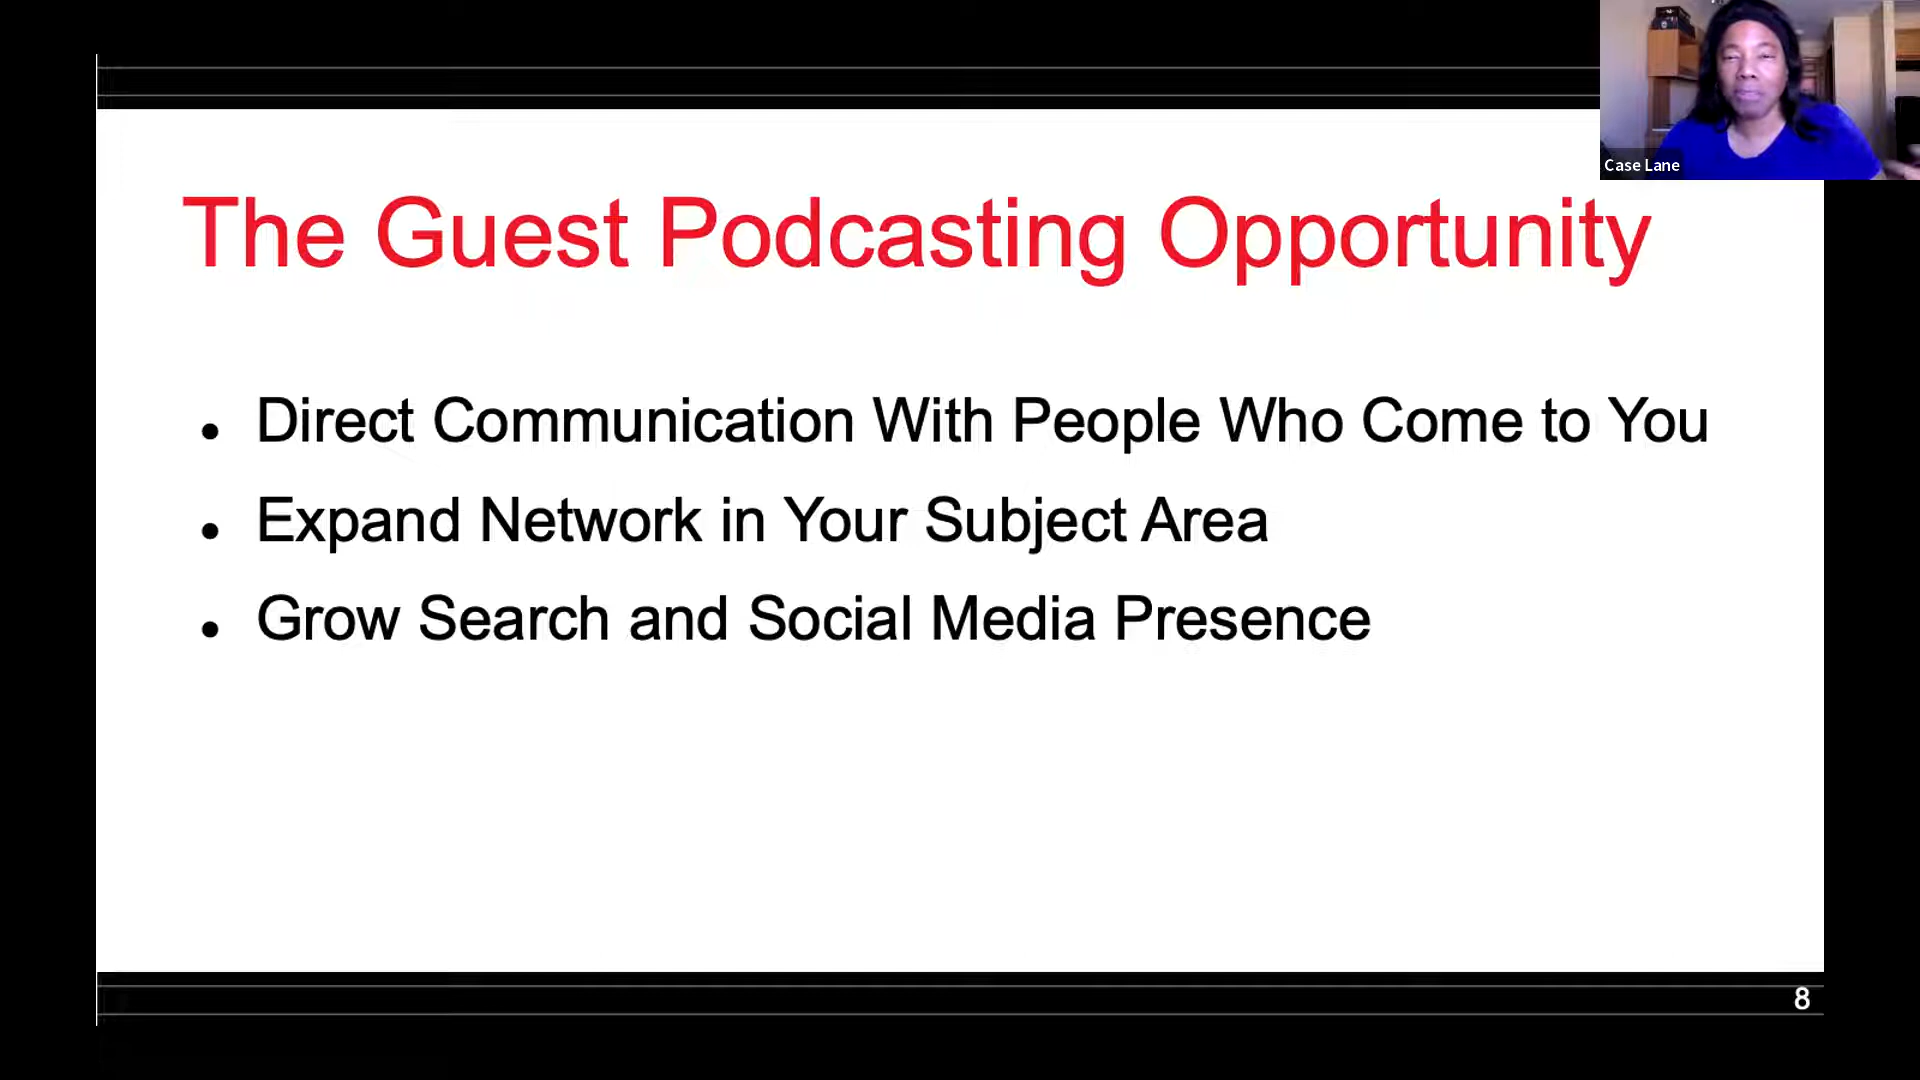 Case Lane
The Guest Podcasting Opportunity
• Direct Communication With People Who Come to You
• Expand Network in Your Subject Area
• Grow Search and Social Media Presence
8